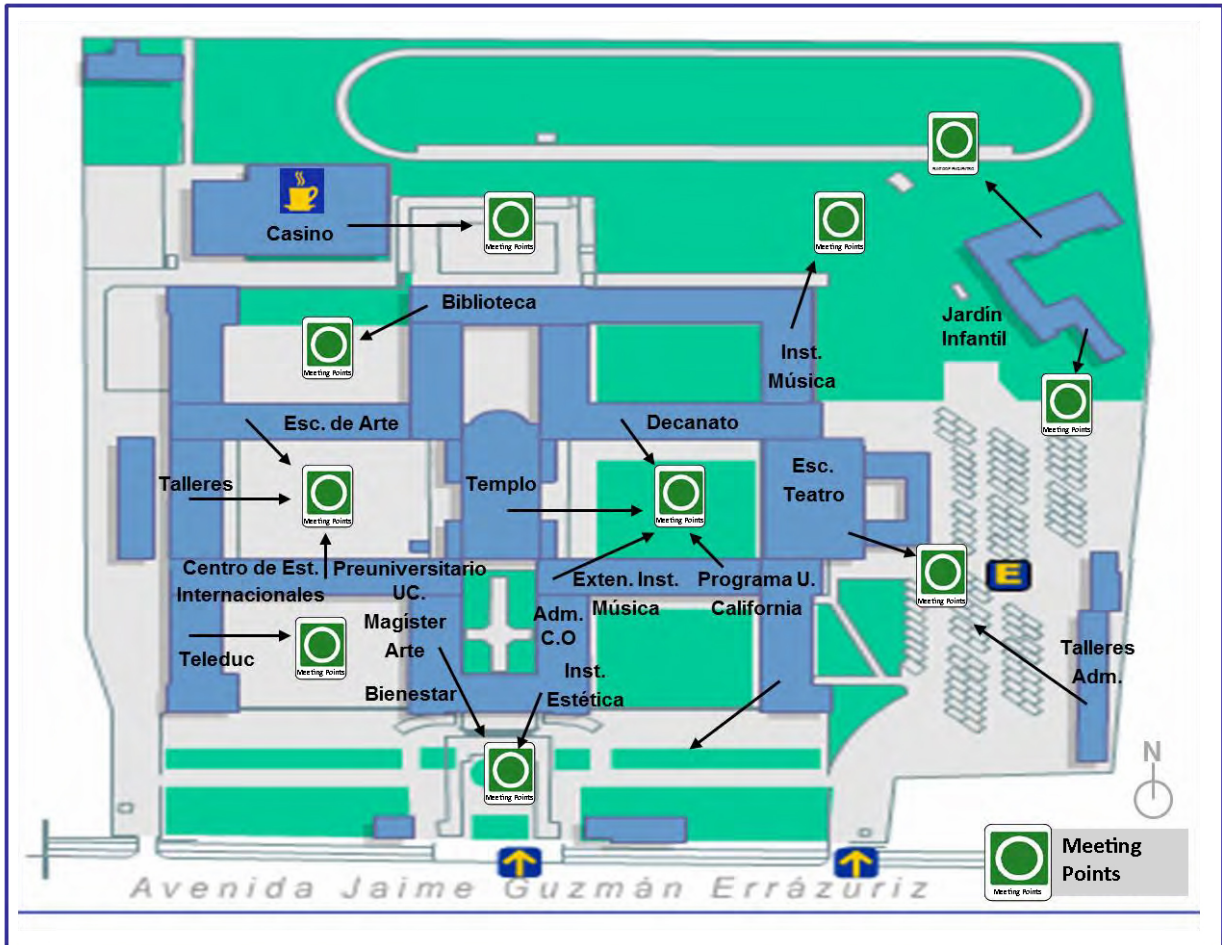 Casino
Meeting Points
Meeting Points
Biblioteca
Meeting Points
Jardín
Infantil
Inst.
Música
Meeting Points
Esc. de Arte
Decanato
Talleres
Meeting Points
Templo
Meeting Points
Esc.
Teatro
Meeting Points
E
Centro de Est.
Internacionales
Preuniversitario
UC.
Magíster
Arte
Exten. Inst.
Música
Programa U.
California
Adm.
C.O
Teleduc
Meeting Points
Bienestar
Inst.
Estética
Talleres
Adm.
Meeting Points
N
Meeting Points
Meeting
Points
Avenida Jaime Guzmán Errázuriz